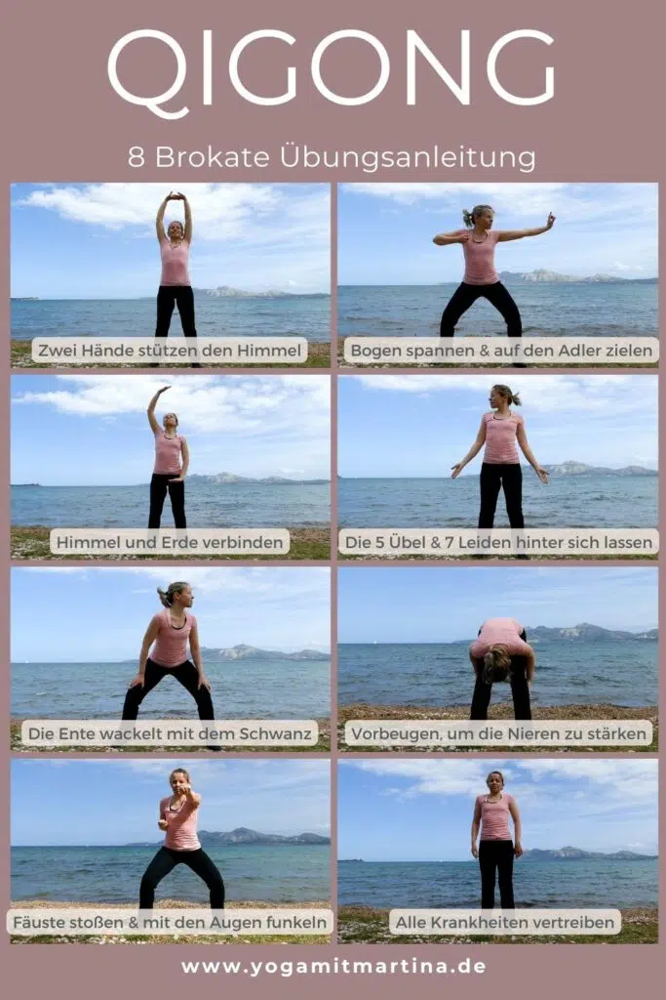 QIGONG
8 Brokate Übungsanleitung
Zwei Hände stützen den Himmel
Bogen spannen & auf den Adler zielen
Himmel und Erde verbinden
Die 5 Übel & 7 Leiden hinter sich lassen
Die Ente wackelt mit dem Schwanz
Vorbeugen, um die Nieren zu stärken
Fäuste stoßen & mit den Augen funkeln
Alle Krankheiten vertreiben
www.yogamitmartina.de